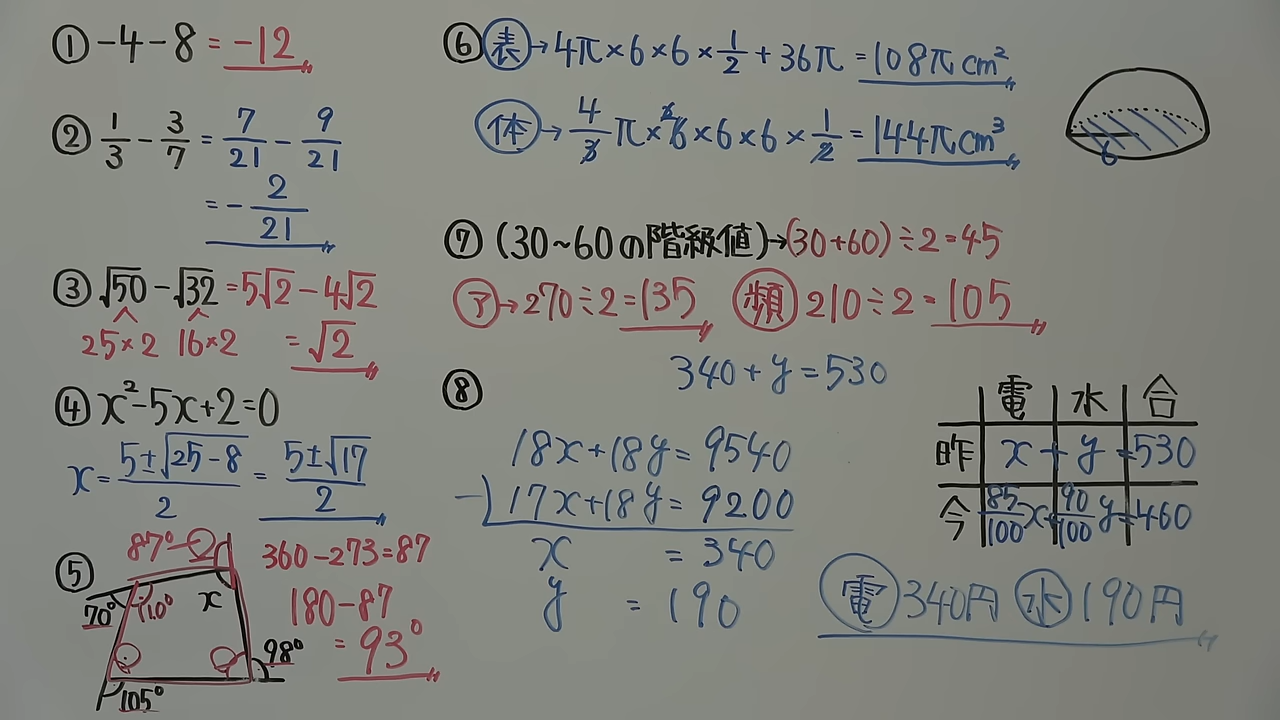 ① -4-8 = -12
② 1/3 - 3/7 = 7/21 - 9/21
= -2/21
③ √50 - √32 = 5√2 - 4√2
25×2 16×2 = √2
④ x²-5x+2=0
x = (5±√(25-8))/2 = (5±√17)/2
⑤ 87° 360-273=87
70° 110° x 180-87
= 93°
98°
105°
⑥ 表→4π×6×6×1/2+36π=108πcm²
体→4/3π×6×6×6×1/2=144πcm³
2
6
⑦ (30~60の階級値)→(30+60)÷2=45
ア→270÷2=135 頻 210÷2=105
⑧ 340+y=530
18x+18y=9540
-)17x+18y=9200
x =340
y =190
電 水 合
昨 x + y =530
今 85/100x+90/100y=460
電340円 水190円